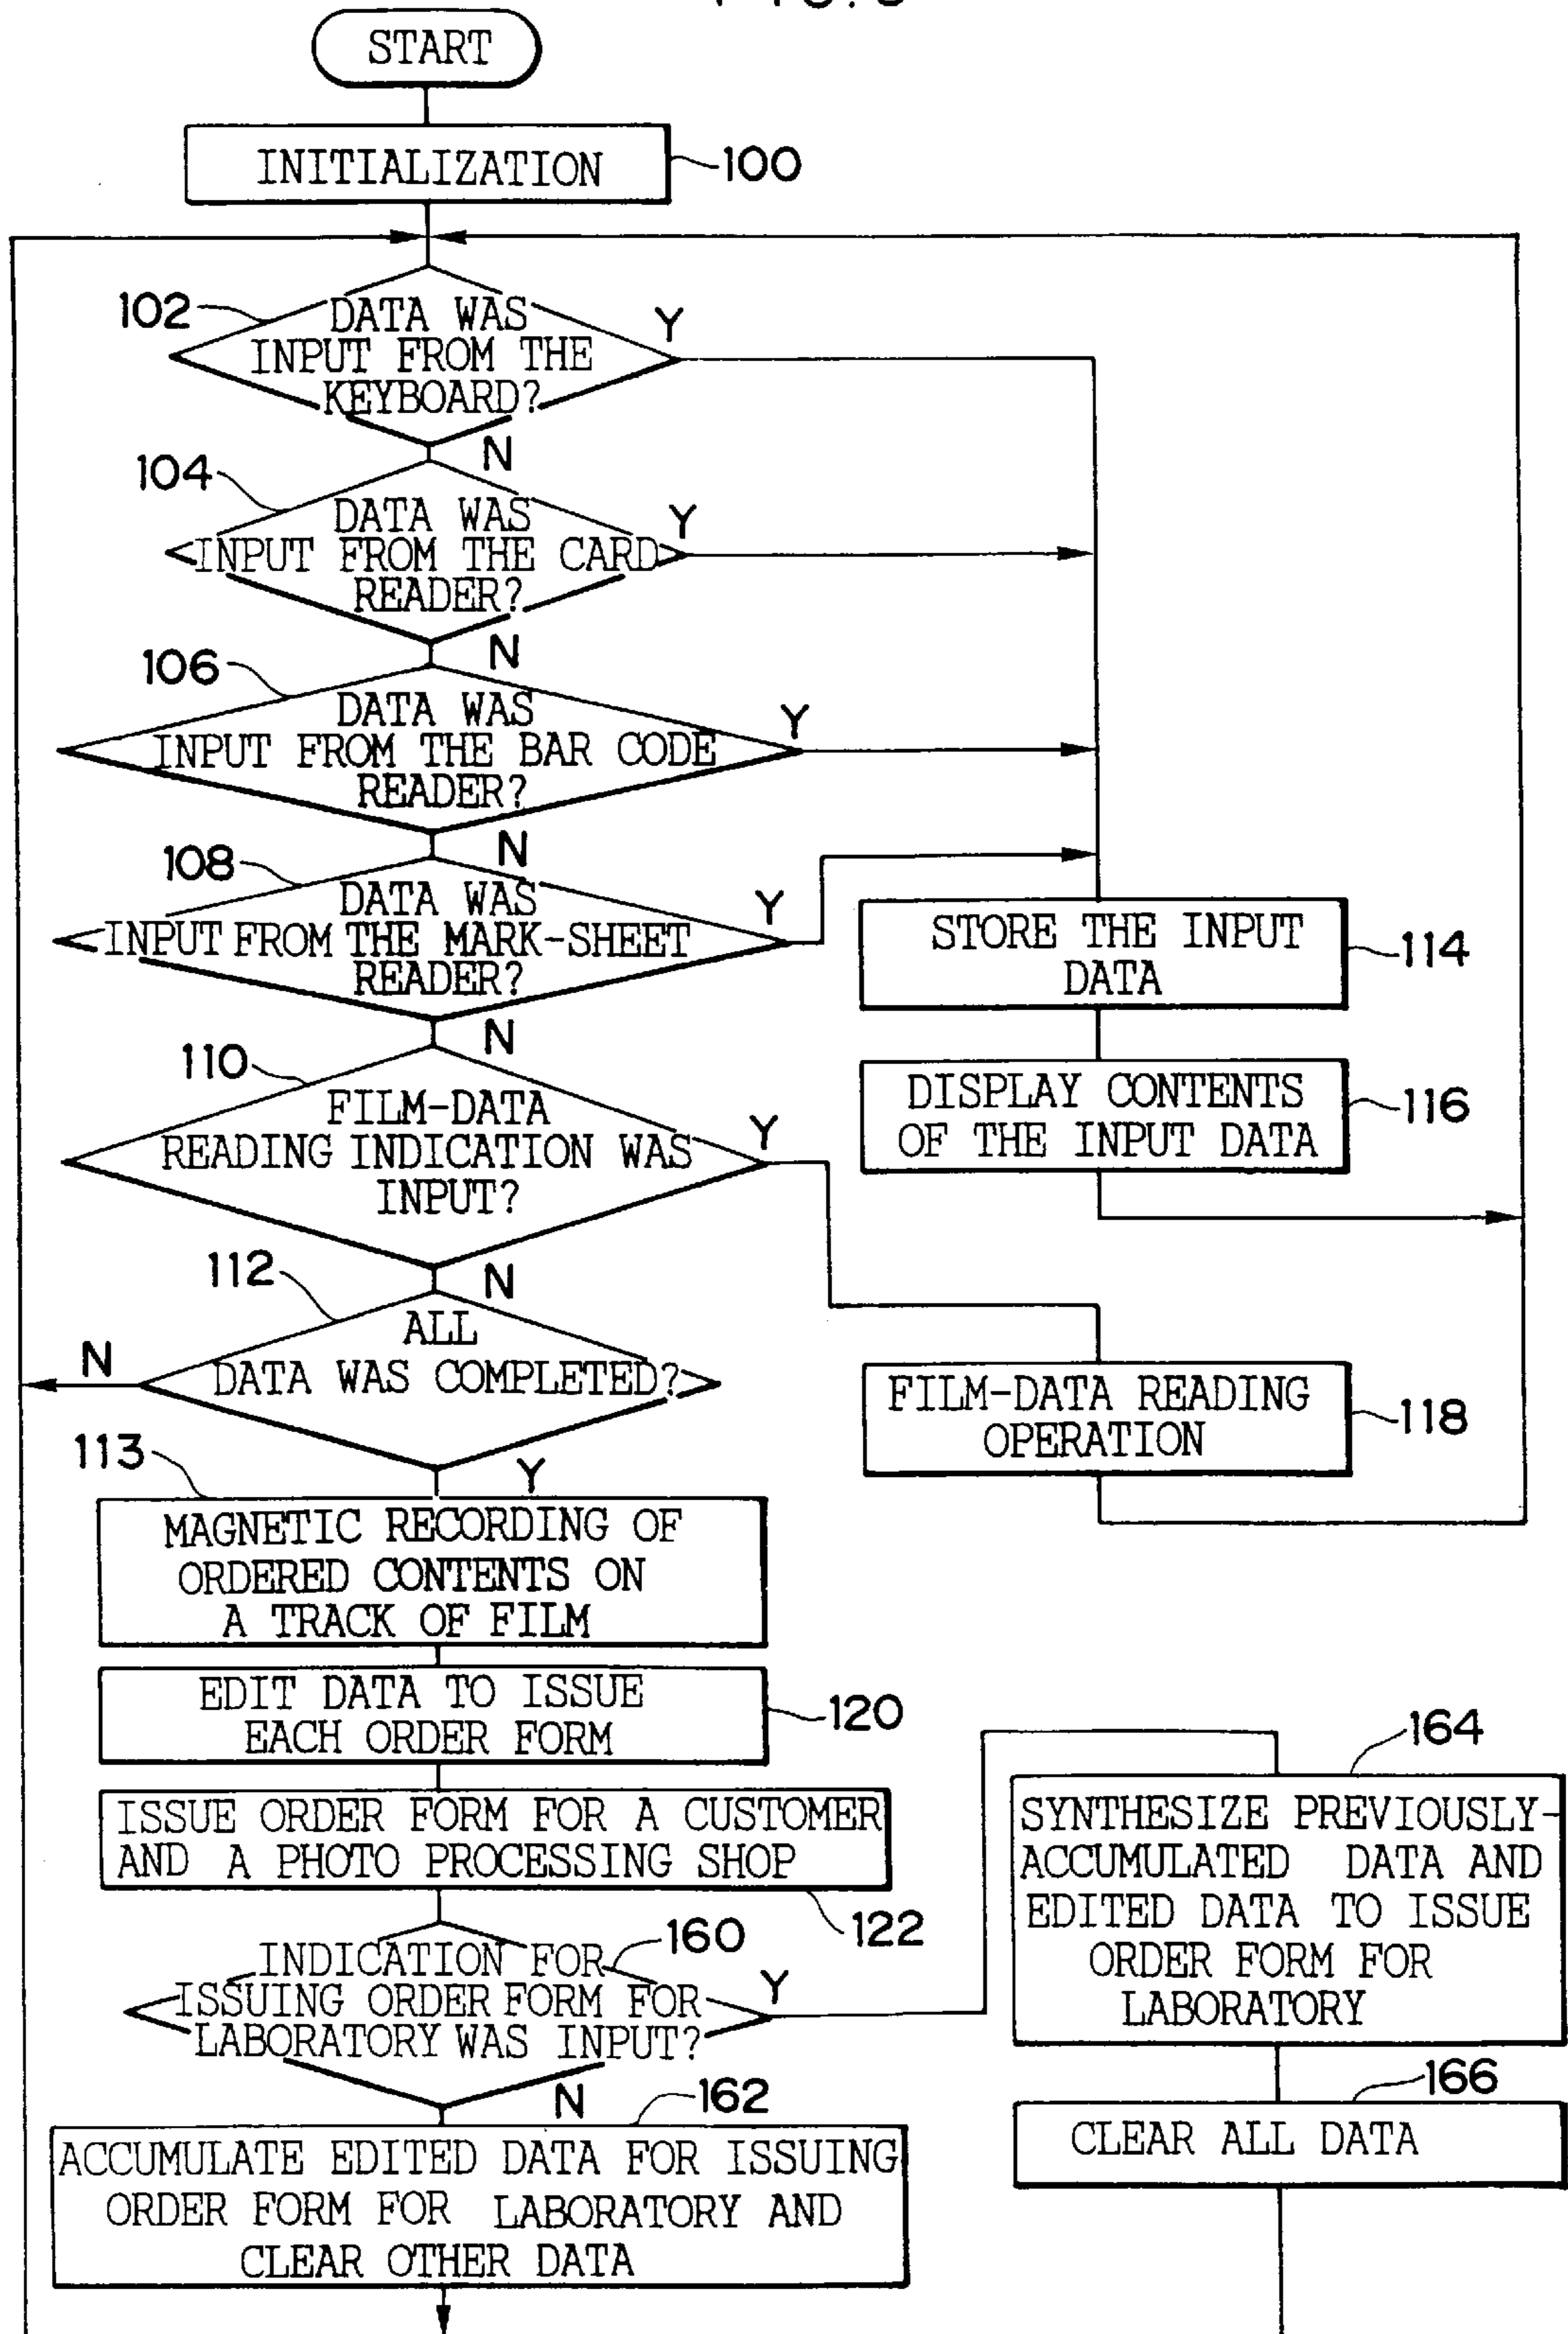 START
INITIALIZATION
100
102
DATA WAS
INPUT FROM THE
KEYBOARD?
Y
N
104
DATA WAS
INPUT FROM THE CARD
READER?
Y
N
106
DATA WAS
INPUT FROM THE BAR CODE
READER?
Y
N
108
DATA WAS
INPUT FROM THE MARK-SHEET
READER?
Y
N
STORE THE INPUT
DATA
114
DISPLAY CONTENTS
OF THE INPUT DATA
116
110
FILM-DATA
READING INDICATION WAS
INPUT?
Y
N
112
ALL
DATA WAS COMPLETED?
N
Y
FILM-DATA READING
OPERATION
118
113
MAGNETIC RECORDING OF
ORDERED CONTENTS ON
A TRACK OF FILM
EDIT DATA TO ISSUE
EACH ORDER FORM
120
ISSUE ORDER FORM FOR A CUSTOMER
AND A PHOTO PROCESSING SHOP
122
160
INDICATION FOR
ISSUING ORDER FORM FOR
LABORATORY WAS INPUT?
Y
N
162
ACCUMULATE EDITED DATA FOR ISSUING
ORDER FORM FOR LABORATORY AND
CLEAR OTHER DATA
164
SYNTHESIZE PREVIOUSLY-
ACCUMULATED DATA AND
EDITED DATA TO ISSUE
ORDER FORM FOR
LABORATORY
166
CLEAR ALL DATA